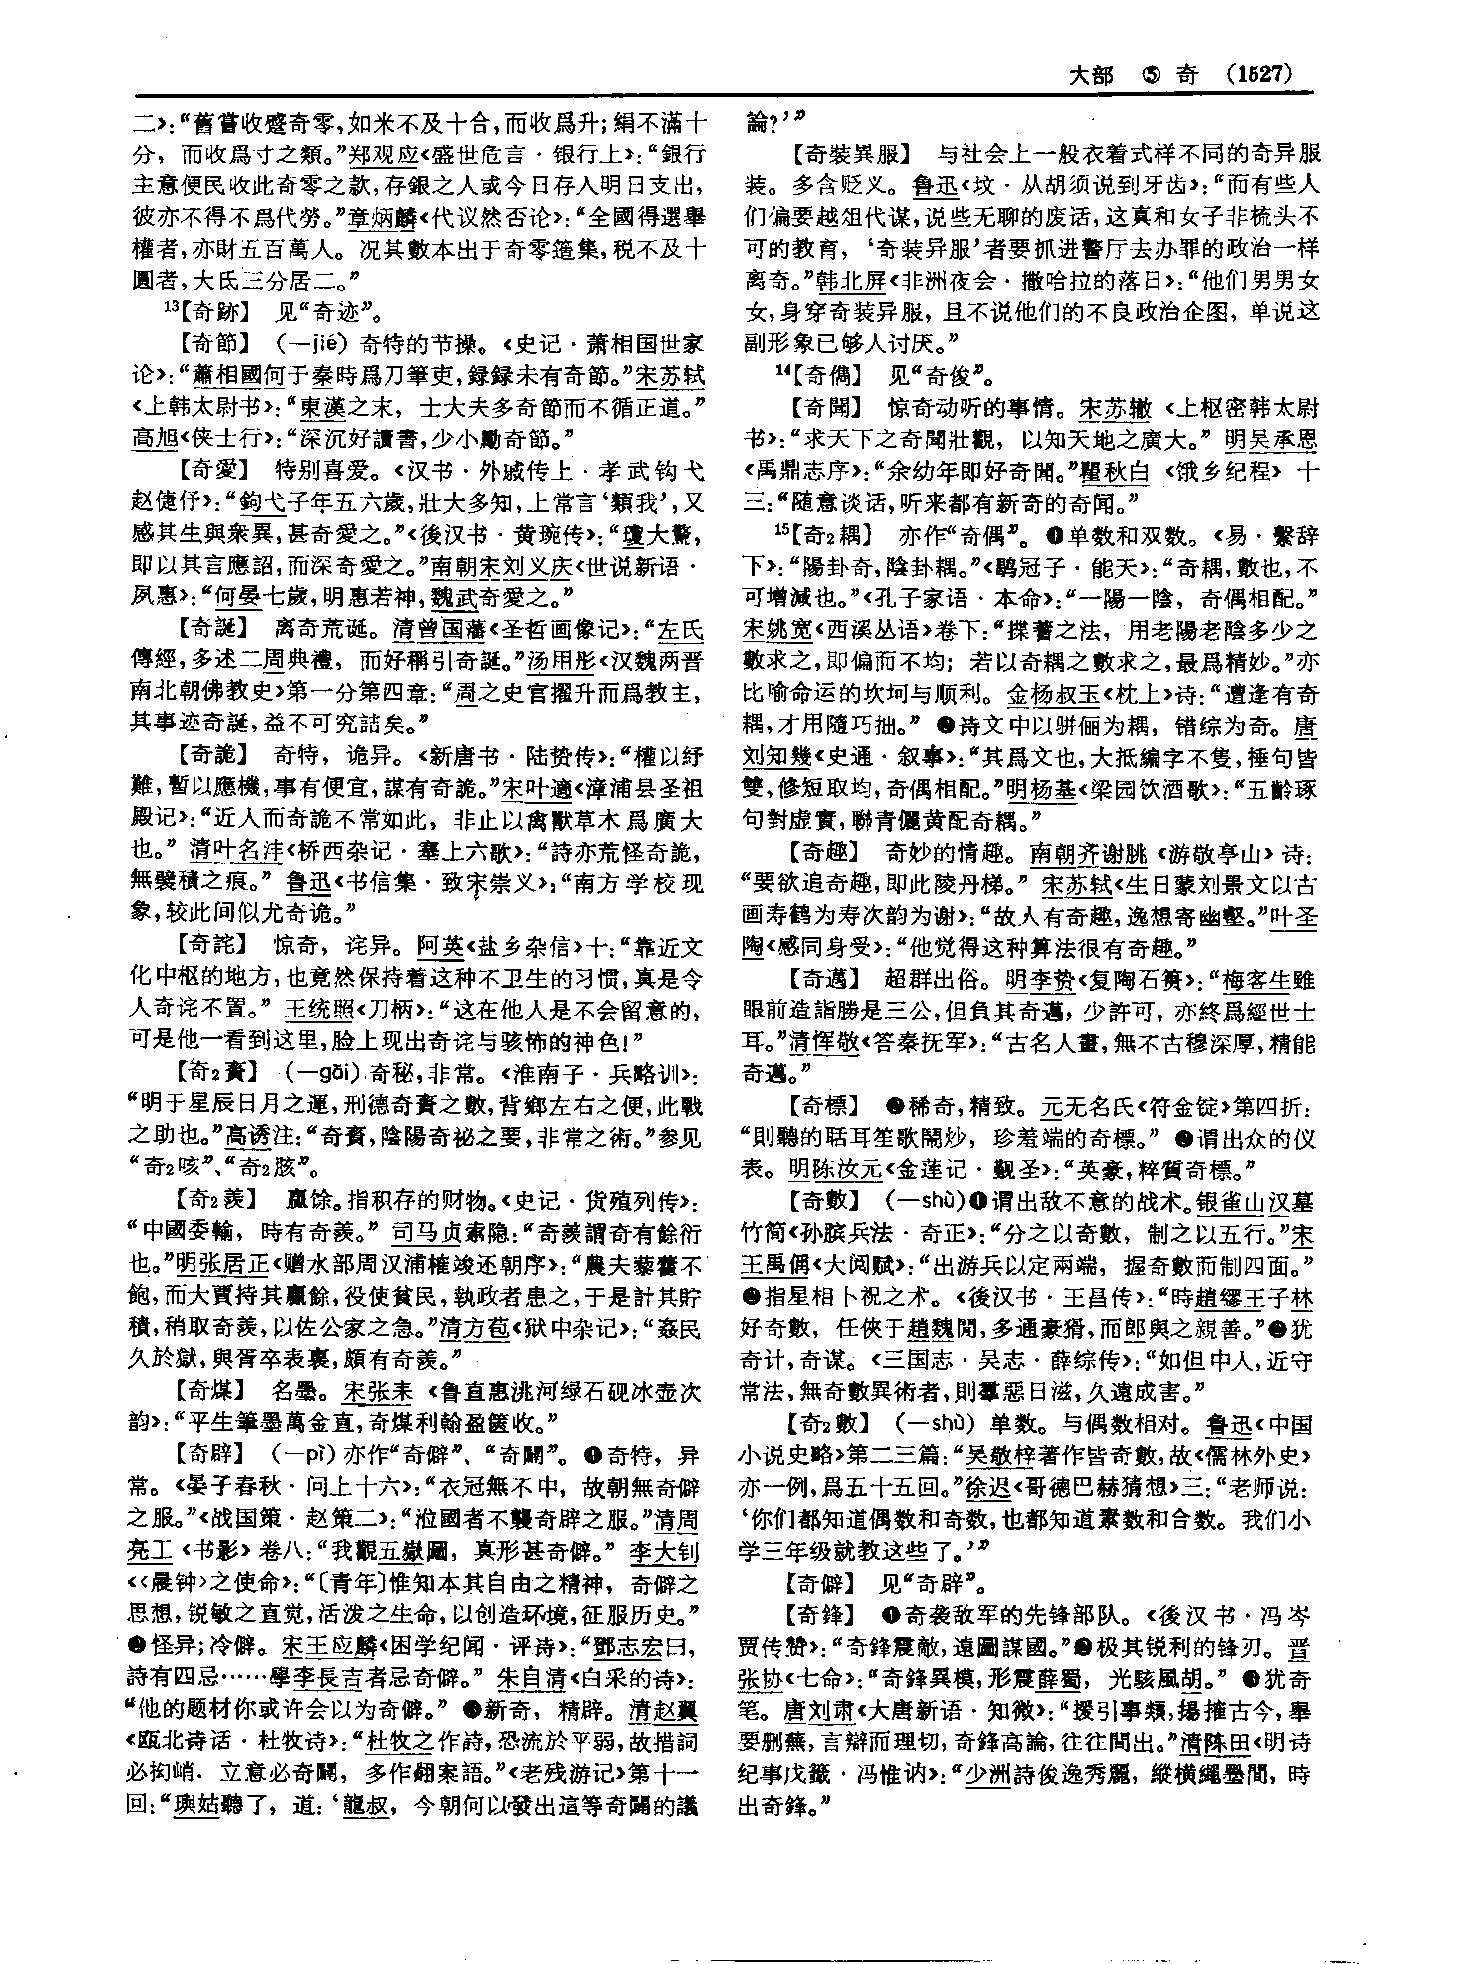 大部 ⑤ 奇 (1527)
二》：“舊嘗收蹙奇零，如米不及十合，而收爲升；絹不滿十
分，而收爲寸之類。”郑观应《盛世危言·银行上》：“銀行
主意便民收此奇零之款，存銀之人或今日存入明日支出，
彼亦不得不爲代勞。”章炳麟《代议然否论》：“全國得選舉
權者，亦財五百萬人。况其數本出于奇零簉集，税不及十
圓者，大氐三分居二。”
13【奇跡】 见“奇迹”。
【奇節】 （—jié）奇特的节操。《史记·萧相国世家
论》：“蕭相國何于秦時爲刀筆吏，録録未有奇節。”宋苏轼
《上韩太尉书》：“東漢之末，士大夫多奇節而不循正道。”
高旭《侠士行》：“深沉好讀書，少小勵奇節。”
【奇愛】 特别喜爱。《汉书·外戚传上·孝武钩弋
赵倢伃》：“鉤弋子年五六歲，壯大多知，上常言‘類我’，又
感其生與衆異，甚奇愛之。”《後汉书·黄琬传》：“瓊大驚，
即以其言應詔，而深奇愛之。”南朝宋刘义庆《世说新语·
夙惠》：“何晏七歲，明惠若神，魏武奇愛之。”
【奇誕】 离奇荒诞。清曾国藩《圣哲画像记》：“左氏
傳經，多述二周典禮，而好稱引奇誕。”汤用彤《汉魏两晋
南北朝佛教史》第一分第四章：“周之史官擢升而爲教主，
其事迹奇誕，益不可究詰矣。”
【奇詭】 奇特，诡异。《新唐书·陆贽传》：“權以紓
難，暫以應機，事有便宜，謀有奇詭。”宋叶適《漳浦县圣祖
殿记》：“近人而奇詭不常如此，非止以禽獸草木爲廣大
也。”清叶名沣《桥西杂记·塞上六歌》：“詩亦荒怪奇詭，
無襞積之痕。”鲁迅《书信集·致宋崇义》：“南方学校现
象，较此间似尤奇诡。”
【奇詫】 惊奇，诧异。阿英《盐乡杂信》十：“靠近文
化中枢的地方，也竟然保持着这种不卫生的习惯，真是令
人奇诧不置。”王统照《刀柄》：“这在他人是不会留意的，
可是他一看到这里，脸上现出奇诧与骇怖的神色！”
【奇2賌】 （—gāi）奇秘，非常。《淮南子·兵略训》：
“明于星辰日月之運，刑德奇賌之數，背鄉左右之便，此戰
之助也。”高诱注：“奇賌，陰陽奇祕之要，非常之術。”参见
“奇2咳”、“奇2胲”。
【奇2羨】 赢馀。指积存的财物。《史记·货殖列传》：
“中國委輸，時有奇羨。”司马贞索隐：“奇羨謂奇有餘衍
也。”明张居正《赠水部周汉浦榷竣还朝序》：“農夫藜藿不
飽，而大賈持其贏餘，役使貧民，執政者患之，于是計其貯
積，稍取奇羨，以佐公家之急。”清方苞《狱中杂记》：“姦民
久於獄，與胥卒表裏，頗有奇羨。”
【奇煤】 名墨。宋张耒《鲁直惠洮河绿石砚冰壶次
韵》：“平生筆墨萬金直，奇煤利翰盈篋收。”
【奇辟】 （—pì）亦作“奇僻”、“奇闢”。❶奇特，异
常。《晏子春秋·问上十六》：“衣冠無不中，故朝無奇僻
之服。”《战国策·赵策二》：“涖國者不襲奇辟之服。”清周
亮工《书影》卷八：“我觀五嶽圖，真形甚奇僻。”李大钊
《〈晨钟〉之使命》：“〔青年〕惟知本其自由之精神，奇僻之
思想，锐敏之直觉，活泼之生命，以创造环境，征服历史。”
❷怪异；冷僻。宋王应麟《困学纪闻·评诗》：“鄧志宏曰，
詩有四忌……學李長吉者忌奇僻。”朱自清《白采的诗》：
“他的题材你或许会以为奇僻。”❸新奇，精辟。清赵翼
《瓯北诗话·杜牧诗》：“杜牧之作詩，恐流於平弱，故措詞
必拗峭，立意必奇闢，多作翻案語。”《老残游记》第十一
回：“璵姑聽了，道：‘龍叔，今朝何以發出這等奇闢的議
論？’”
【奇裝異服】 与社会上一般衣着式样不同的奇异服
装。多含贬义。鲁迅《坟·从胡须说到牙齿》：“而有些人
们偏要越俎代谋，说些无聊的废话，这真和女子非梳头不
可的教育，‘奇装异服’者要抓进警厅去办罪的政治一样
离奇。”韩北屏《非洲夜会·撒哈拉的落日》：“他们男男女
女，身穿奇装异服，且不说他们的不良政治企图，单说这
副形象已够人讨厌。”
14【奇儁】 见“奇俊”。
【奇聞】 惊奇动听的事情。宋苏辙《上枢密韩太尉
书》：“求天下之奇聞壯觀，以知天地之廣大。”明吴承恩
《禹鼎志序》：“余幼年即好奇聞。”瞿秋白《饿乡纪程》十
三：“随意谈话，听来都有新奇的奇闻。”
15【奇2耦】 亦作“奇偶”。❶单数和双数。《易·繫辞
下》：“陽卦奇，陰卦耦。”《鹖冠子·能天》：“奇耦，數也，不
可增減也。”《孔子家语·本命》：“一陽一陰，奇偶相配。”
宋姚宽《西溪丛语》卷下：“揲蓍之法，用老陽老陰多少之
數求之，即偏而不均；若以奇耦之數求之，最爲精妙。”亦
比喻命运的坎坷与顺利。金杨叔玉《枕上》诗：“遭逢有奇
耦，才用隨巧拙。”❷诗文中以骈俪为耦，错综为奇。唐
刘知幾《史通·叙事》：“其爲文也，大抵編字不隻，捶句皆
雙，修短取均，奇偶相配。”明杨基《梁园饮酒歌》：“五齡琢
句對虛實，聯青儷黄配奇耦。”
【奇趣】 奇妙的情趣。南朝齐谢朓《游敬亭山》诗：
“要欲追奇趣，即此陵丹梯。”宋苏轼《生日蒙刘景文以古
画寿鹤为寿次韵为谢》：“故人有奇趣，逸想寄幽壑。”叶圣
陶《感同身受》：“他觉得这种算法很有奇趣。”
【奇邁】 超群出俗。明李贽《复陶石篑》：“梅客生雖
眼前造詣勝是三公，但負其奇邁，少許可，亦終爲經世士
耳。”清恽敬《答秦抚军》：“古名人畫，無不古穆深厚，精能
奇邁。”
【奇標】 ❶稀奇，精致。元无名氏《符金锭》第四折：
“則聽的聒耳笙歌鬧炒，珍羞端的奇標。”❷谓出众的仪
表。明陈汝元《金莲记·觐圣》：“英豪，粹質奇標。”
【奇數】 （—shù）❶谓出敌不意的战术。银雀山汉墓
竹简《孙膑兵法·奇正》：“分之以奇數，制之以五行。”宋
王禹偁《大阅赋》：“出游兵以定兩端，握奇數而制四面。”
❷指星相卜祝之术。《後汉书·王昌传》：“時趙繆王子林
好奇數，任俠于趙魏間，多通豪猾，而郎與之親善。”❸犹
奇计，奇谋。《三国志·吴志·薛综传》：“如但中人，近守
常法，無奇數異術者，則羣惡日滋，久遠成害。”
【奇2數】 （—shù）单数。与偶数相对。鲁迅《中国
小说史略》第二三篇：“吴敬梓著作皆奇數，故《儒林外史》
亦一例，爲五十五回。”徐迟《哥德巴赫猜想》三：“老师说：
‘你们都知道偶数和奇数，也都知道素数和合数。我们小
学三年级就教这些了。’”
【奇僻】 见“奇辟”。
【奇鋒】 ❶奇袭敌军的先锋部队。《後汉书·冯岑
贾传赞》：“奇鋒震敵，遠圖謀國。”❷极其锐利的锋刃。晋
张协《七命》：“奇鋒異模，形震薛蜀，光駭風胡。”❸犹奇
笔。唐刘肃《大唐新语·知微》：“援引事類，揚搉古今，舉
要删蕪，言辯而理切，奇鋒高論，往往間出。”清陈田《明诗
纪事戊籤·冯惟讷》：“少洲詩俊逸秀麗，縱橫繩墨間，時
出奇鋒。”